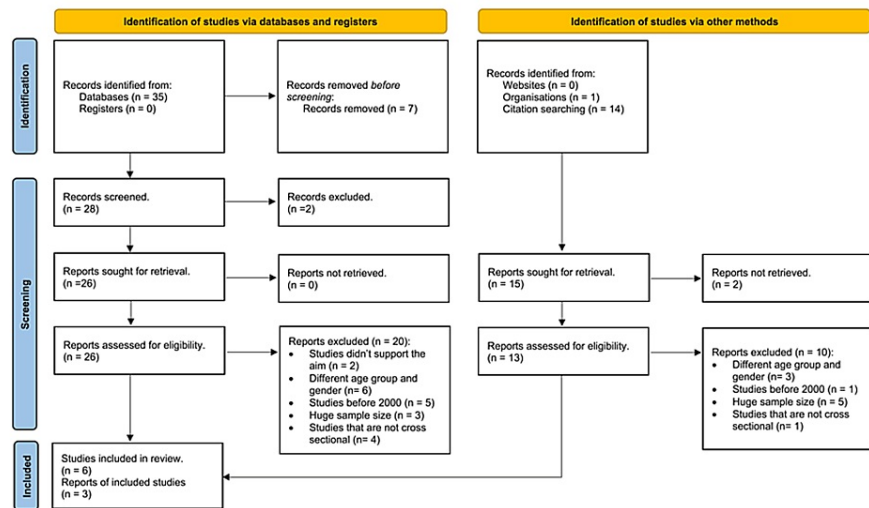 Identification of studies via databases and registers
Identification of studies via other methods
Identification
Records identified from:
Databases (n = 35)
Registers (n = 0)
Records removed before
screening:
Records removed (n = 7)
Records identified from:
Websites (n = 0)
Organisations (n = 1)
Citation searching (n = 14)
Screening
Records screened.
(n = 28)
Records excluded.
(n =2)
Reports sought for retrieval.
(n =26)
Reports not retrieved.
(n = 0)
Reports sought for retrieval.
(n = 15)
Reports not retrieved.
(n = 2)
Reports assessed for eligibility.
(n = 26)
Reports excluded (n = 20):
• Studies didn't support the
aim (n = 2)
• Different age group and
gender (n= 6)
• Studies before 2000 (n = 5)
• Huge sample size (n = 3)
• Studies that are not cross
sectional (n= 4)
Reports assessed for eligibility.
(n = 13)
Reports excluded (n = 10):
• Different age group and
gender (n = 3)
• Studies before 2000 (n = 1)
• Huge sample size (n = 5)
• Studies that are not cross
sectional (n= 1)
Included
Studies included in review.
(n = 6)
Reports of included studies
(n = 3)